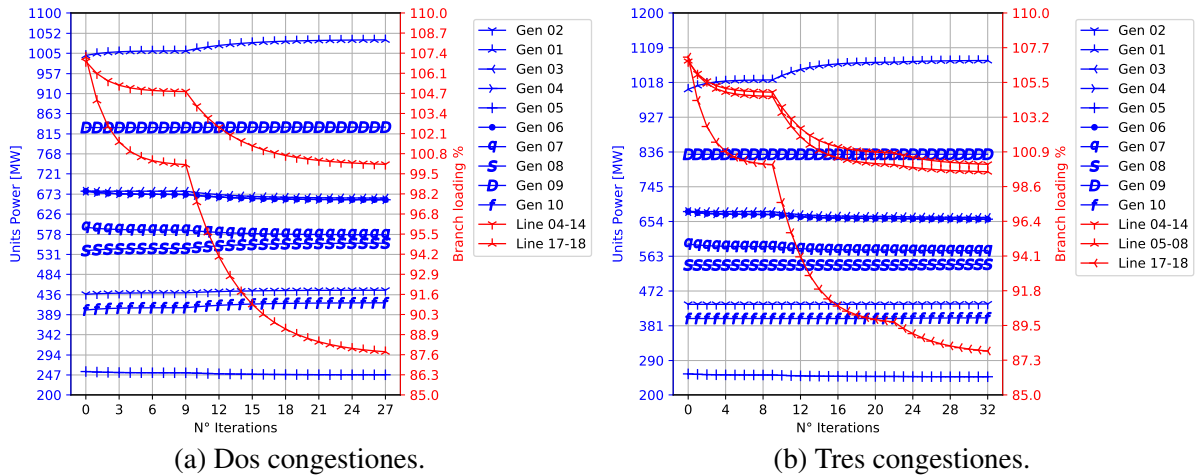 1100
1052
1005
957
910
863
815
768
721
673
626
578
531
484
436
389
342
294
247
200
Units Power [MW]
0 3 6 9 12 15 18 21 24 27
N° Iterations
110.0
108.7
107.4
106.1
104.7
103.4
102.1
100.8
99.5
98.2
96.8
95.5
94.2
92.9
91.6
90.3
88.9
87.6
86.3
85.0
Branch loading %
Gen 02
Gen 01
Gen 03
Gen 04
Gen 05
Gen 06
Gen 07
Gen 08
Gen 09
Gen 10
Line 04-14
Line 17-18
(a) Dos congestiones.
1200
1109
1018
927
836
745
654
563
472
381
290
200
Units Power [MW]
0 4 8 12 16 20 24 28 32
N° Iterations
110.0
107.7
105.5
103.2
100.9
98.6
96.4
94.1
91.8
89.5
87.3
85.0
Branch loading %
Gen 02
Gen 01
Gen 03
Gen 04
Gen 05
Gen 06
Gen 07
Gen 08
Gen 09
Gen 10
Line 04-14
Line 05-08
Line 17-18
(b) Tres congestiones.